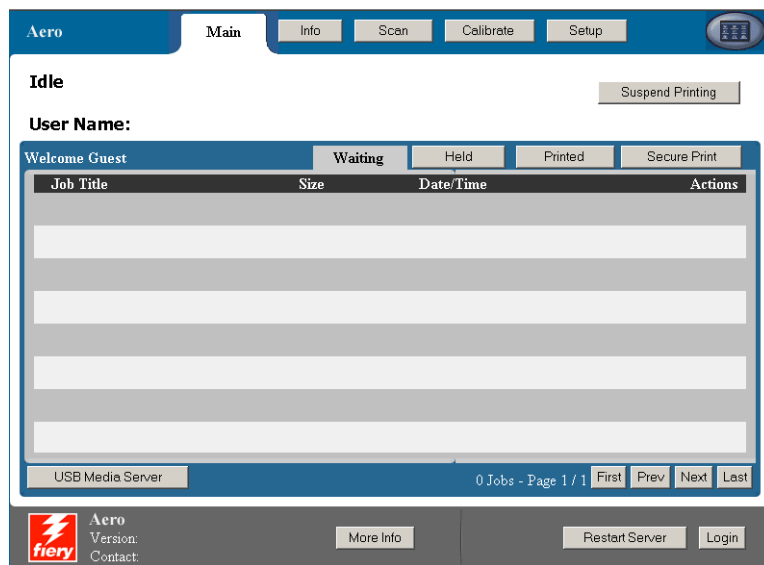 Aero Main Info Scan Calibrate Setup
Idle
Suspend Printing
User Name:
Welcome Guest Waiting Held Printed Secure Print
Job Title Size Date/Time Actions
USB Media Server 0 Jobs - Page 1 / 1 First Prev Next Last
Aero
Version:
Contact:
fiery
More Info Restart Server Login